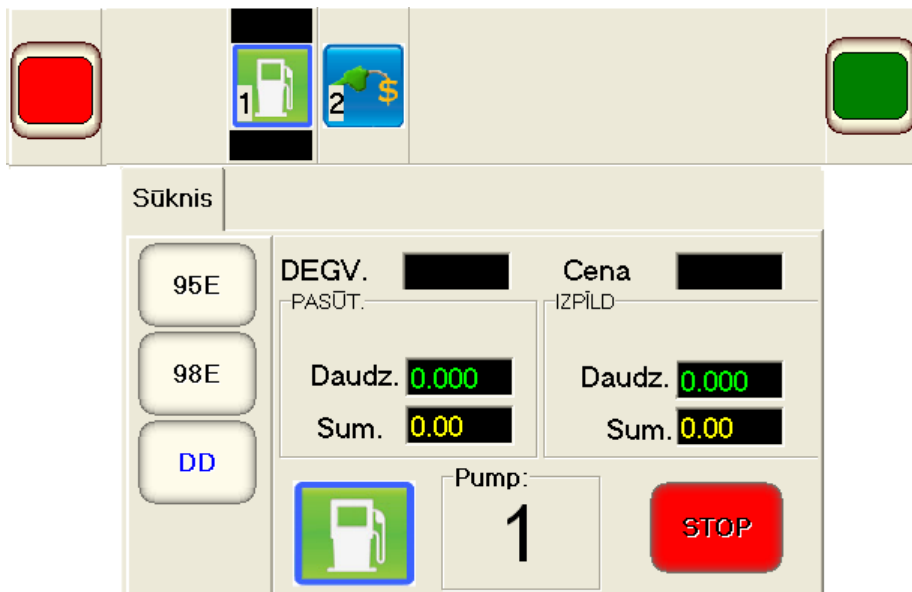 1 2 $
Sūknis
95E
DEGV. Cena
PASŪT. IZPĪLD
98E
Daudz. 0.000 Daudz. 0.000
Sum. 0.00 Sum. 0.00
DD
Pump:
1
STOP